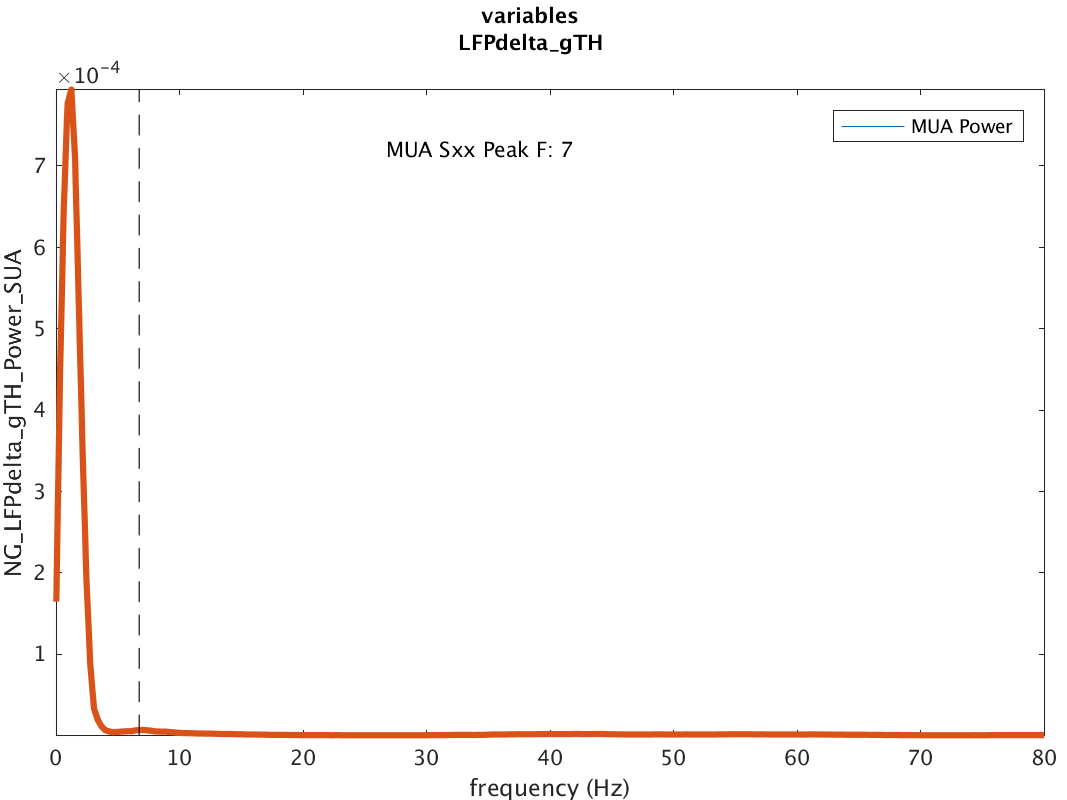 variables
LFPdelta_gTH
×10⁻⁴
MUA Power
MUA Sxx Peak F: 7
7
6
5
4
3
2
1
NG_LFPdelta_gTH_Power_SUA
0 10 20 30 40 50 60 70 80
frequency (Hz)